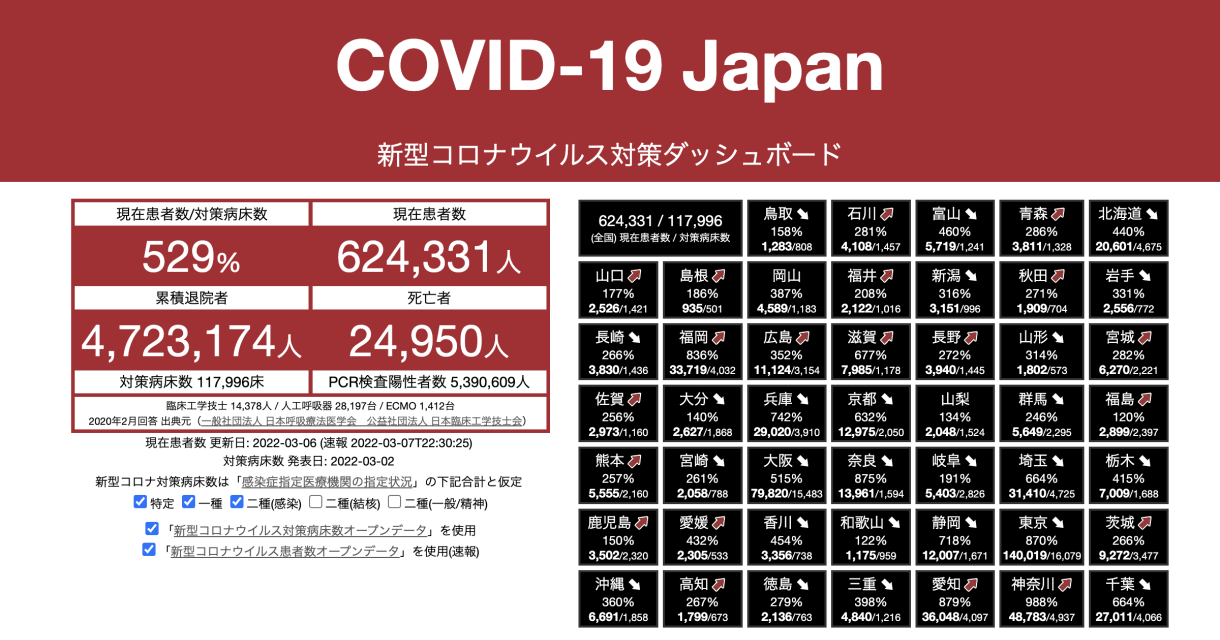 COVID-19 Japan
新型コロナウイルス対策ダッシュボード
現在患者数/対策病床数
現在患者数
529%
624,331人
累積退院者
死亡者
4,723,174人
24,950人
対策病床数 117,996床
PCR検査陽性者数 5,390,609人
臨床工学技士 14,378人 / 人工呼吸器 28,197台 / ECMO 1,412台
2020年2月回答 出典元（一般社団法人 日本呼吸療法医学会　公益社団法人 日本臨床工学技士会）
現在患者数 更新日: 2022-03-06 (速報 2022-03-07T22:30:25)
対策病床数 発表日: 2022-03-02
新型コロナ対策病床数は「感染症指定医療機関の指定状況」の下記合計と仮定
特定 一種 二種(感染) 二種(結核) 二種(一般/精神)
「新型コロナウイルス対策病床数オープンデータ」を使用
「新型コロナウイルス患者数オープンデータ」を使用(速報)
624,331 / 117,996
(全国) 現在患者数 / 対策病床数
鳥取
158%
1,283/808
石川
281%
4,108/1,457
富山
460%
5,719/1,241
青森
286%
3,811/1,328
北海道
440%
20,601/4,675
山口
177%
2,526/1,421
島根
186%
935/501
岡山
387%
4,589/1,183
福井
208%
2,122/1,016
新潟
316%
3,151/996
秋田
271%
1,909/704
岩手
331%
2,556/772
長崎
266%
3,830/1,436
福岡
836%
33,719/4,032
広島
352%
11,124/3,154
滋賀
677%
7,985/1,178
長野
272%
3,940/1,445
山形
314%
1,802/573
宮城
282%
6,270/2,221
佐賀
256%
2,973/1,160
大分
140%
2,627/1,868
兵庫
742%
29,020/3,910
京都
632%
12,975/2,050
山梨
134%
2,048/1,524
群馬
246%
5,649/2,295
福島
120%
2,899/2,397
熊本
257%
5,555/2,160
宮崎
261%
2,058/788
大阪
515%
79,820/15,483
奈良
875%
13,961/1,594
岐阜
191%
5,403/2,826
埼玉
664%
31,410/4,725
栃木
415%
7,009/1,688
鹿児島
150%
3,502/2,320
愛媛
432%
2,305/533
香川
454%
3,356/738
和歌山
122%
1,175/959
静岡
718%
12,007/1,671
東京
870%
140,019/16,079
茨城
266%
9,272/3,477
沖縄
360%
6,691/1,858
高知
267%
1,799/673
徳島
279%
2,136/763
三重
398%
4,840/1,216
愛知
879%
36,048/4,097
神奈川
988%
48,783/4,937
千葉
664%
27,011/4,066